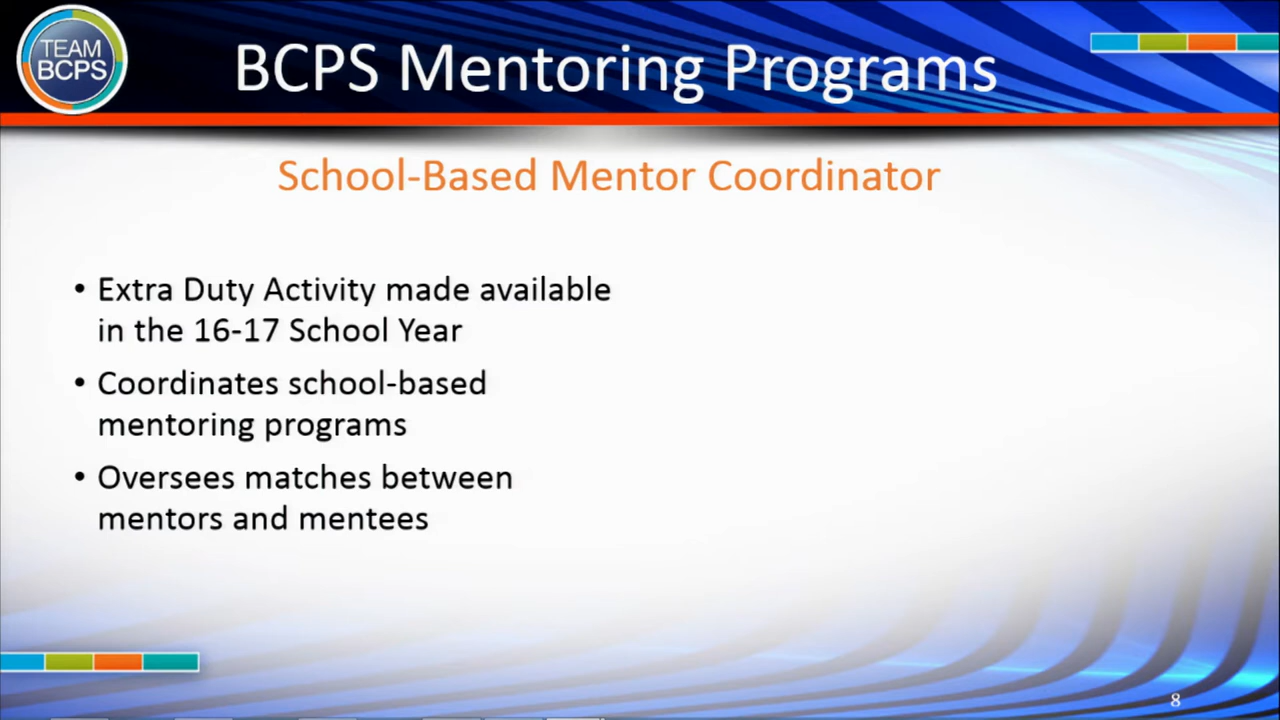 TEAM
BCPS
BCPS Mentoring Programs
School-Based Mentor Coordinator
• Extra Duty Activity made available
in the 16-17 School Year
• Coordinates school-based
mentoring programs
• Oversees matches between
mentors and mentees
8